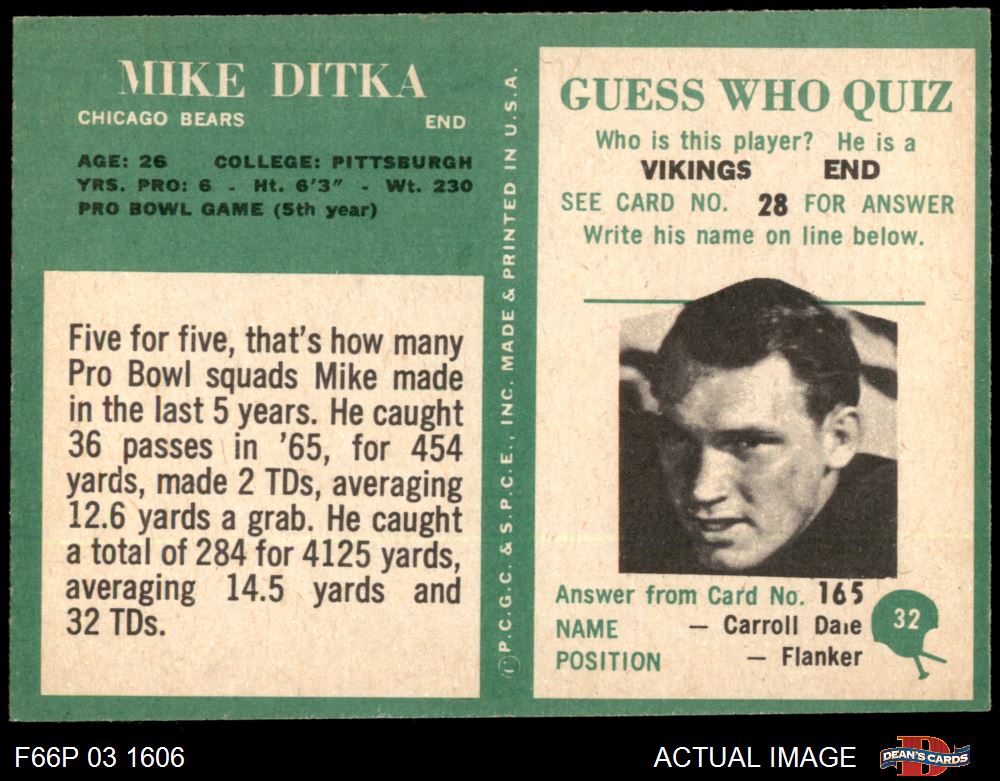 MIKE DITKA
CHICAGO BEARS END
AGE: 26 COLLEGE: PITTSBURGH
YRS. PRO: 6 - Ht. 6'3" - Wt. 230
PRO BOWL GAME (5th year)
Five for five, that's how many
Pro Bowl squads Mike made
in the last 5 years. He caught
36 passes in '65, for 454
yards, made 2 TDs, averaging
12.6 yards a grab. He caught
a total of 284 for 4125 yards,
averaging 14.5 yards and
32 TDs.
©P.C.G.C. & S.P.C.E., INC. MADE & PRINTED IN U.S.A.
GUESS WHO QUIZ
Who is this player? He is a
VIKINGS END
SEE CARD NO. 28 FOR ANSWER
Write his name on line below.
Answer from Card No. 165
NAME — Carroll Dale
POSITION — Flanker
32
F66P 03 1606
ACTUAL IMAGE
DEAN'S CARDS